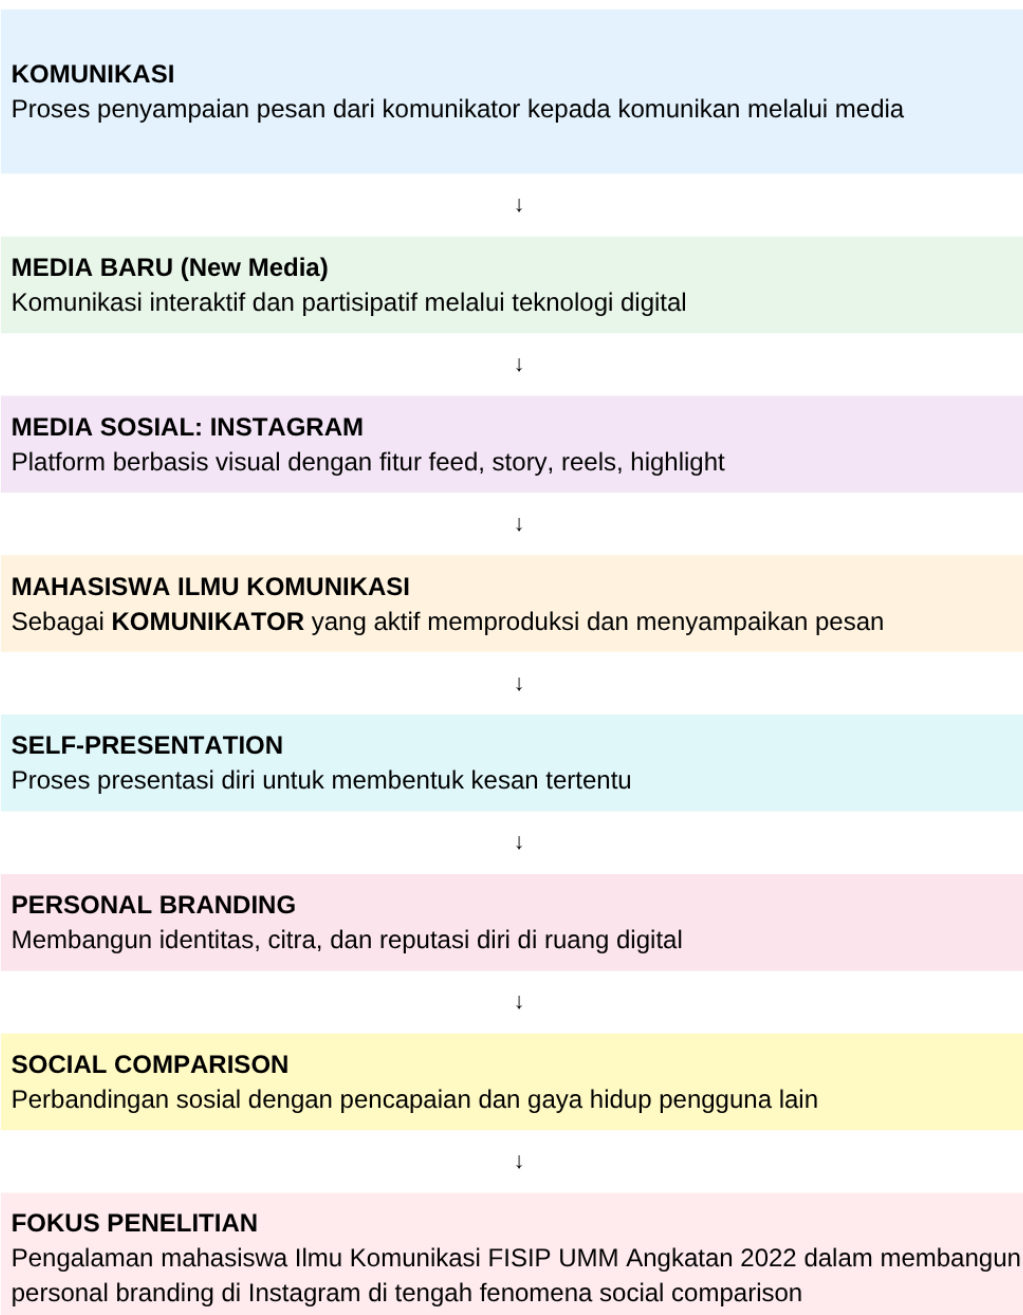 KOMUNIKASI
Proses penyampaian pesan dari komunikator kepada komunikan melalui media
↓
MEDIA BARU (New Media)
Komunikasi interaktif dan partisipatif melalui teknologi digital
↓
MEDIA SOSIAL: INSTAGRAM
Platform berbasis visual dengan fitur feed, story, reels, highlight
↓
MAHASISWA ILMU KOMUNIKASI
Sebagai KOMUNIKATOR yang aktif memproduksi dan menyampaikan pesan
↓
SELF-PRESENTATION
Proses presentasi diri untuk membentuk kesan tertentu
↓
PERSONAL BRANDING
Membangun identitas, citra, dan reputasi diri di ruang digital
↓
SOCIAL COMPARISON
Perbandingan sosial dengan pencapaian dan gaya hidup pengguna lain
↓
FOKUS PENELITIAN
Pengalaman mahasiswa Ilmu Komunikasi FISIP UMM Angkatan 2022 dalam membangun
personal branding di Instagram di tengah fenomena social comparison